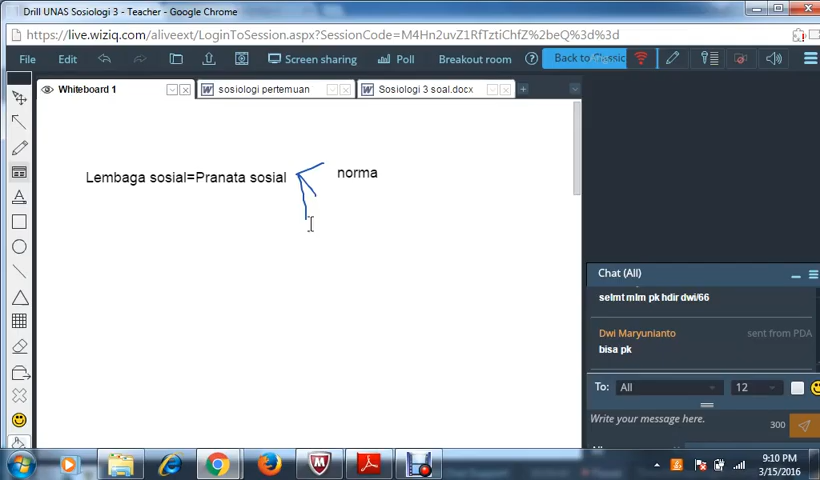 Drill UNAS Sosiologi 3 - Teacher - Google Chrome
https://live.wiziq.com/aliveext/LoginToSession.aspx?SessionCode=M4Hn2uvZ1RfTztiChfZ%2beQ%3d%3d
File Edit Screen sharing Poll Breakout room ? Back to Classic
Whiteboard 1 sosiologi pertemuan Sosiologi 3 soal.docx +
Lembaga sosial=Pranata sosial norma
Chat (All)
selmt mlm pk hdir dwi/66
Dwi Maryunianto sent from PDA
bisa pk
To: All 12
Write your message here. 300
9:10 PM
3/15/2016